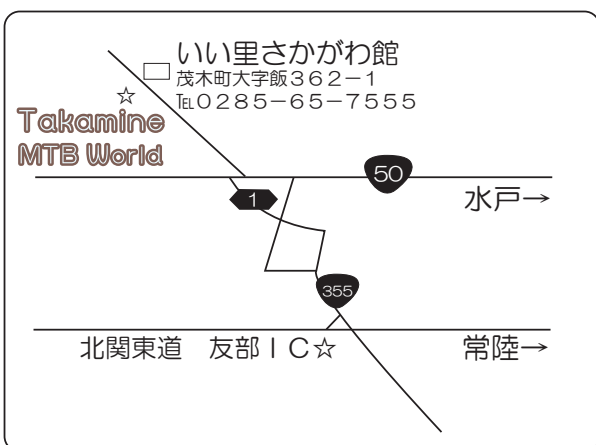 いい里さかがわ館
茂木町大字飯362−1
℡0285−65−7555
☆
Takamine
MTB World
50
1
水戸→
355
北関東道 友部IC☆
常陸→